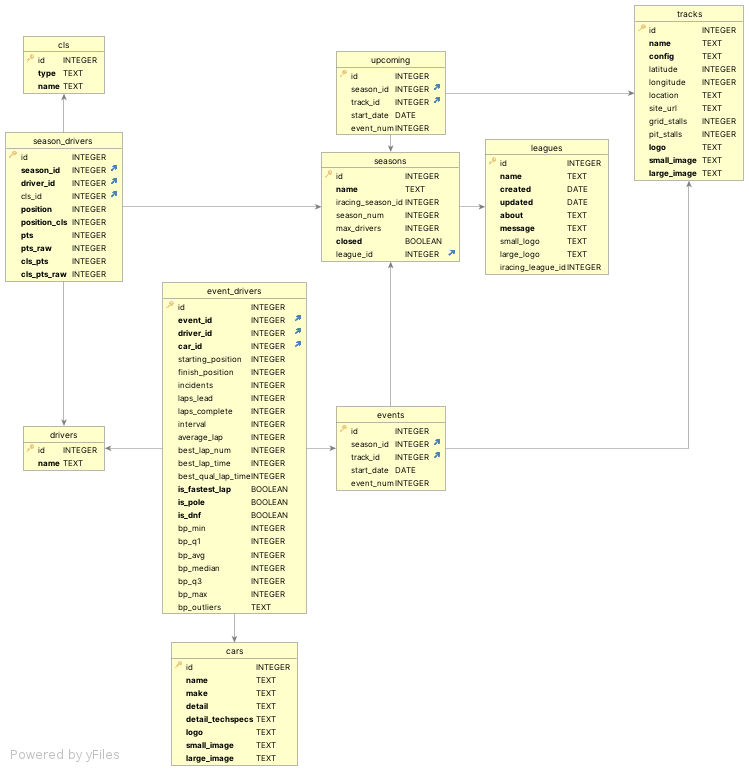 cls
id INTEGER
type TEXT
name TEXT
season_drivers
id INTEGER
season_id INTEGER
driver_id INTEGER
cls_id INTEGER
position INTEGER
position_cls INTEGER
pts INTEGER
pts_raw INTEGER
cls_pts INTEGER
cls_pts_raw INTEGER
drivers
id INTEGER
name TEXT
event_drivers
id INTEGER
event_id INTEGER
driver_id INTEGER
car_id INTEGER
starting_position INTEGER
finish_position INTEGER
incidents INTEGER
laps_lead INTEGER
laps_complete INTEGER
interval INTEGER
average_lap INTEGER
best_lap_num INTEGER
best_lap_time INTEGER
best_qual_lap_time INTEGER
is_fastest_lap BOOLEAN
is_pole BOOLEAN
is_dnf BOOLEAN
bp_min INTEGER
bp_q1 INTEGER
bp_avg INTEGER
bp_median INTEGER
bp_q3 INTEGER
bp_max INTEGER
bp_outliers TEXT
cars
id INTEGER
name TEXT
make TEXT
detail TEXT
detail_techspecs TEXT
logo TEXT
small_image TEXT
large_image TEXT
upcoming
id INTEGER
season_id INTEGER
track_id INTEGER
start_date DATE
event_num INTEGER
seasons
id INTEGER
name TEXT
iracing_season_id INTEGER
season_num INTEGER
max_drivers INTEGER
closed BOOLEAN
league_id INTEGER
events
id INTEGER
season_id INTEGER
track_id INTEGER
start_date DATE
event_num INTEGER
leagues
id INTEGER
name TEXT
created DATE
updated DATE
about TEXT
message TEXT
small_logo TEXT
large_logo TEXT
iracing_league_id INTEGER
tracks
id INTEGER
name TEXT
config TEXT
latitude INTEGER
longitude INTEGER
location TEXT
site_url TEXT
grid_stalls INTEGER
pit_stalls INTEGER
logo TEXT
small_image TEXT
large_image TEXT
Powered by yFiles